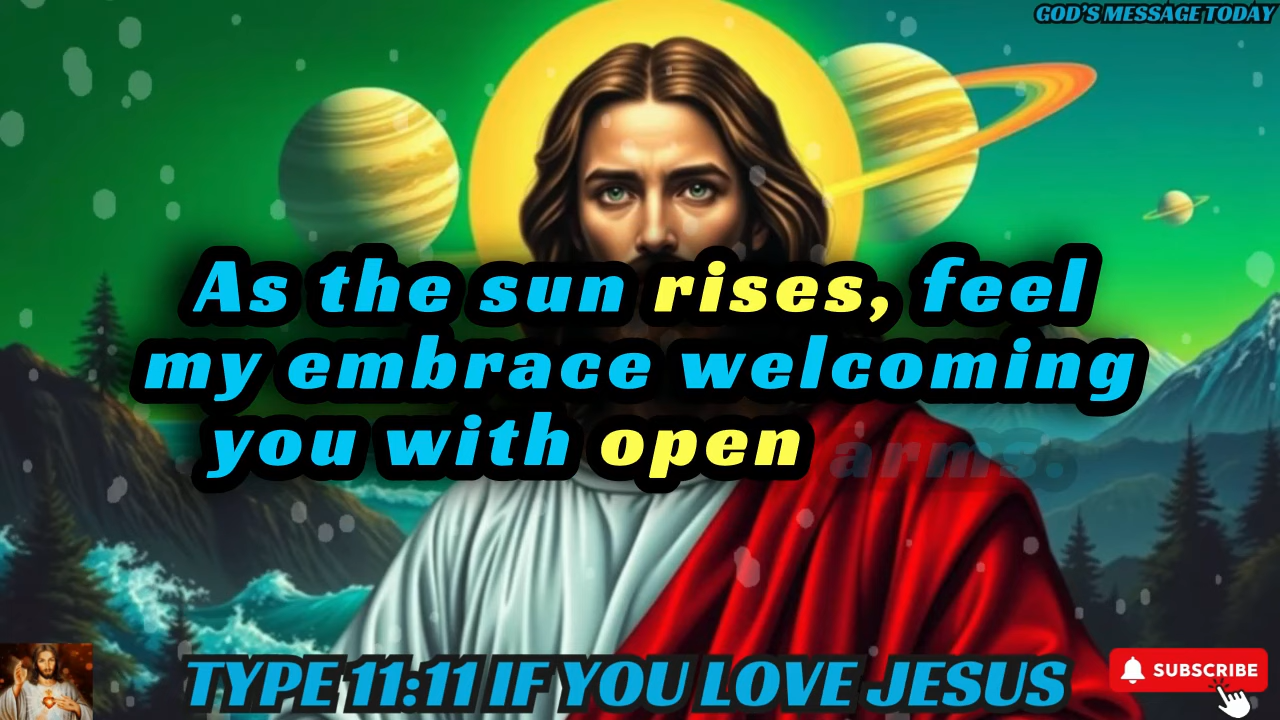 GOD'S MESSAGE TODAY
As the sun rises, feel
my embrace welcoming
you with open arms.
TYPE 11:11 IF YOU LOVE JESUS
SUBSCRIBE